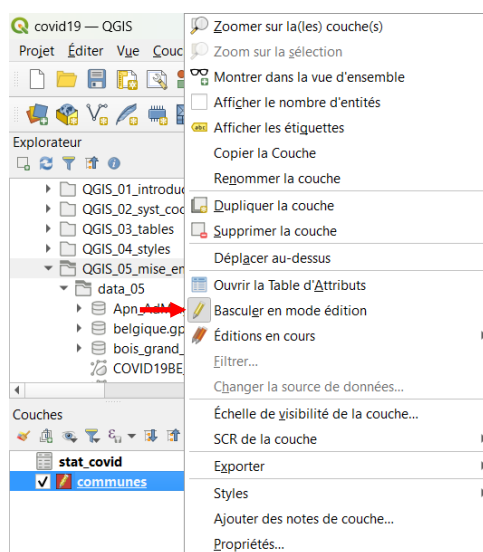 covid19 — QGIS
Projet Éditer Vue Couc
Explorateur
QGIS_01_introduc
QGIS_02_syst_coo
QGIS_03_tables
QGIS_04_styles
QGIS_05_mise_en
data_05
belgique.gp
bois_grand_
COVID19BE_
Couches
stat_covid
communes
Zoomer sur la(les) couche(s)
Zoom sur la sélection
Montrer dans la vue d'ensemble
Afficher le nombre d'entités
abc Afficher les étiquettes
Copier la Couche
Renommer la couche
Dupliquer la couche
Supprimer la couche
Déplacer au-dessus
Ouvrir la Table d'Attributs
Basculer en mode édition
Éditions en cours
Filtrer...
Changer la source de données...
Échelle de visibilité de la couche...
SCR de la couche
Exporter
Styles
Ajouter des notes de couche...
Propriétés...